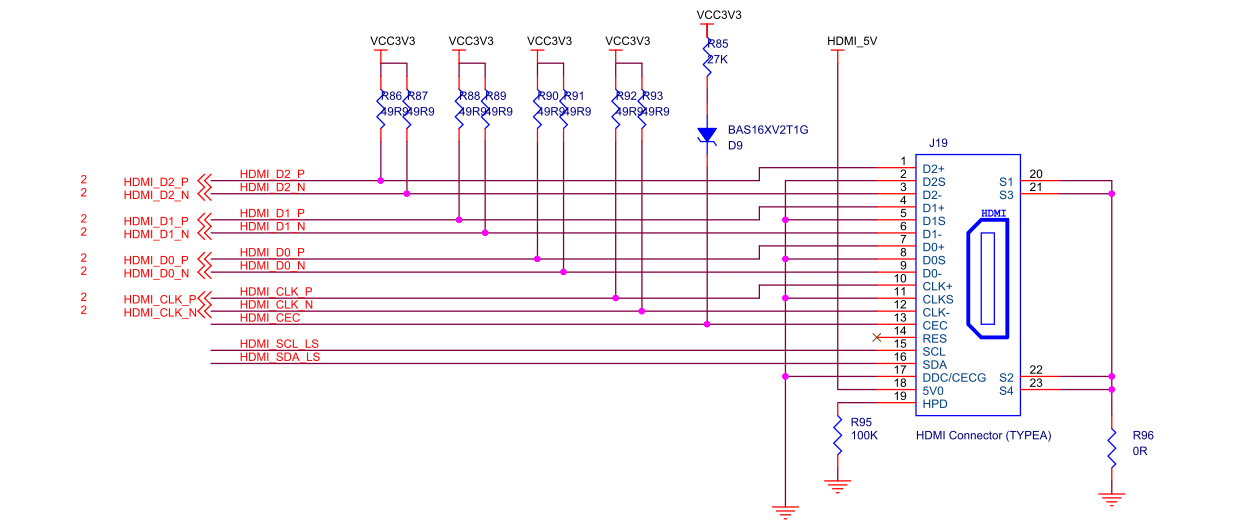 VCC3V3
VCC3V3 VCC3V3 VCC3V3 VCC3V3 HDMI_5V
R85
27K
R86 R87 R88 R89 R90 R91 R92 R93
49R9 49R9 49R9 49R9 49R9 49R9 49R9 49R9
BAS16XV2T1G
D9
J19
2 HDMI_D2_P HDMI_D2_P
2 HDMI_D2_N HDMI_D2_N
2 HDMI_D1_P HDMI_D1_P
2 HDMI_D1_N HDMI_D1_N
2 HDMI_D0_P HDMI_D0_P
2 HDMI_D0_N HDMI_D0_N
2 HDMI_CLK_P HDMI_CLK_P
2 HDMI_CLK_N HDMI_CLK_N
HDMI_CEC
HDMI_SCL_LS
HDMI_SDA_LS
1 D2+
2 D2S S1 20
3 D2- S3 21
4 D1+
5 D1S
6 D1-
7 D0+
8 D0S
9 D0-
10 CLK+
11 CLKS
12 CLK-
13 CEC
14 RES
15 SCL
16 SDA
17 DDC/CECG S2 22
18 5V0 S4 23
19 HPD
HDMI
R95
100K
HDMI Connector (TYPEA)
R96
0R